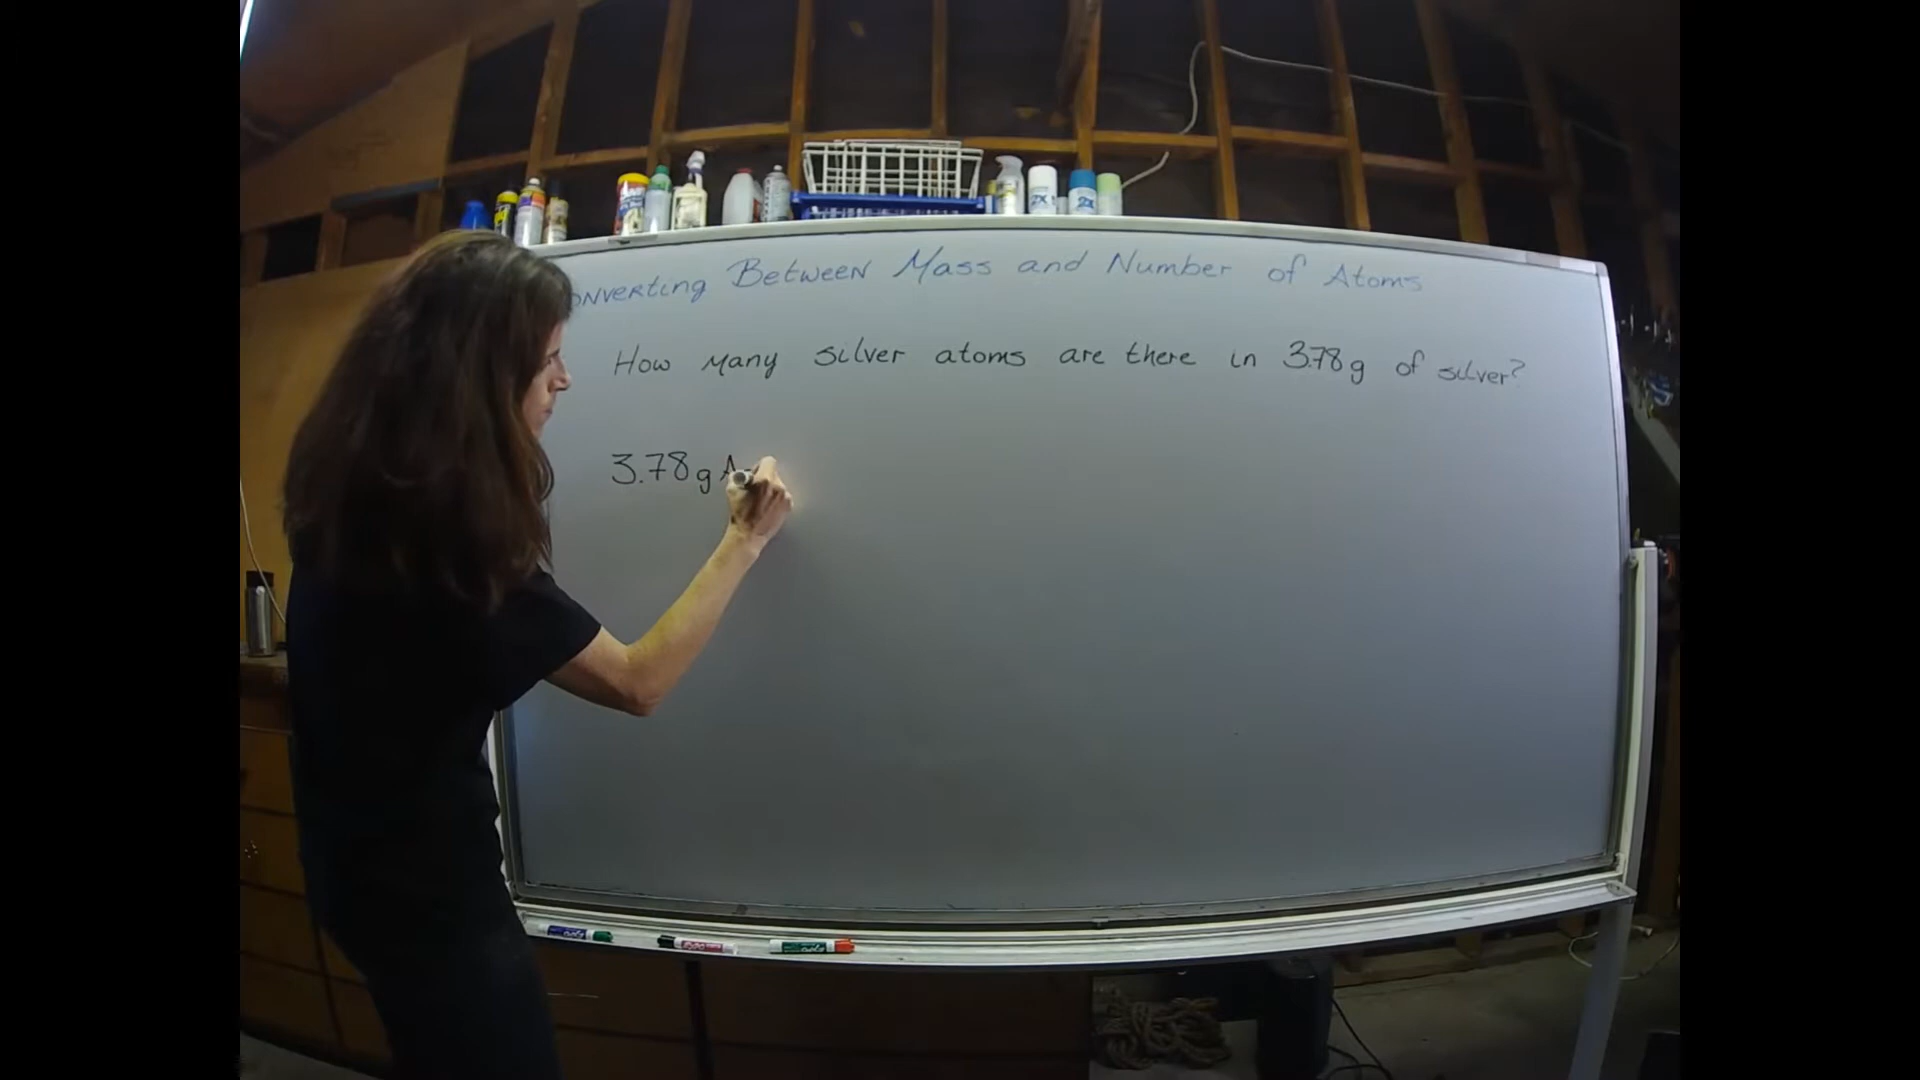 onverting Between Mass and Number of Atoms
How many silver atoms are there in 3.78g of silver?
3.78g A